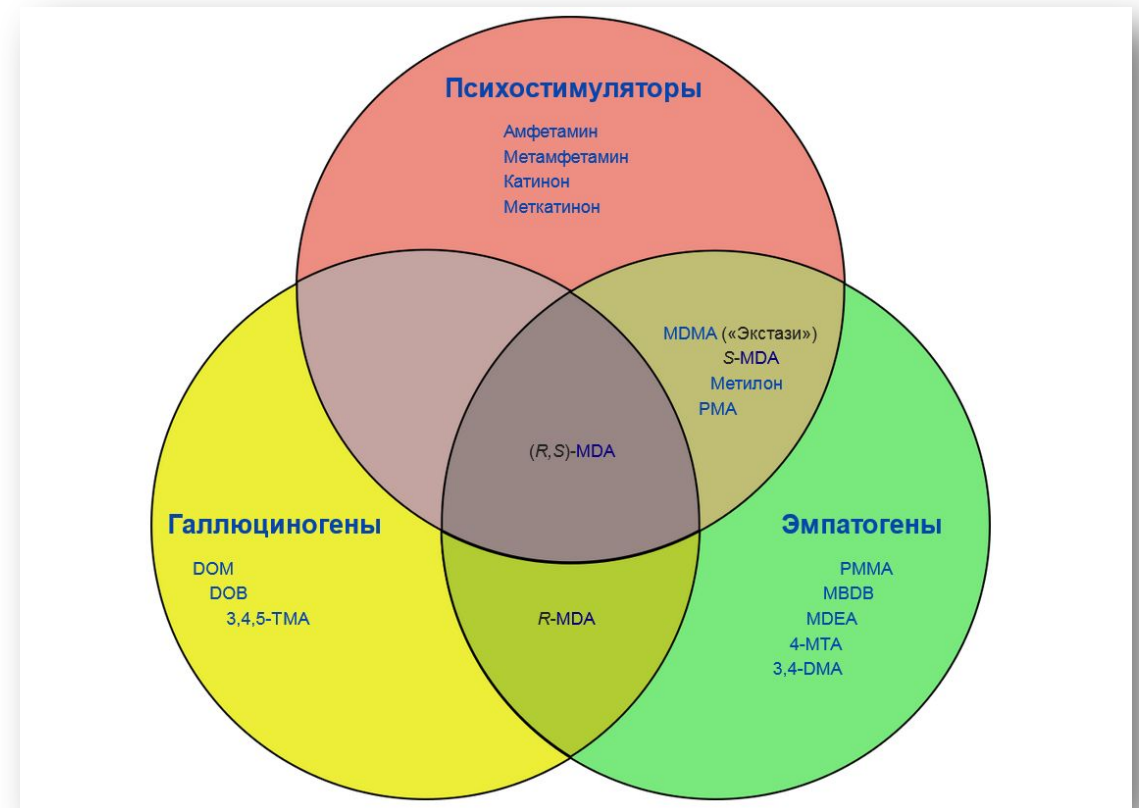 Психостимуляторы
Амфетамин
Метамфетамин
Катинон
Меткатинон
MDMA («Экстази»)
S-MDA
Метилон
PMA
(R,S)-MDA
Галлюциногены
DOM
DOB
3,4,5-TMA
R-MDA
Эмпатогены
PMMA
MBDB
MDEA
4-MTA
3,4-DMA